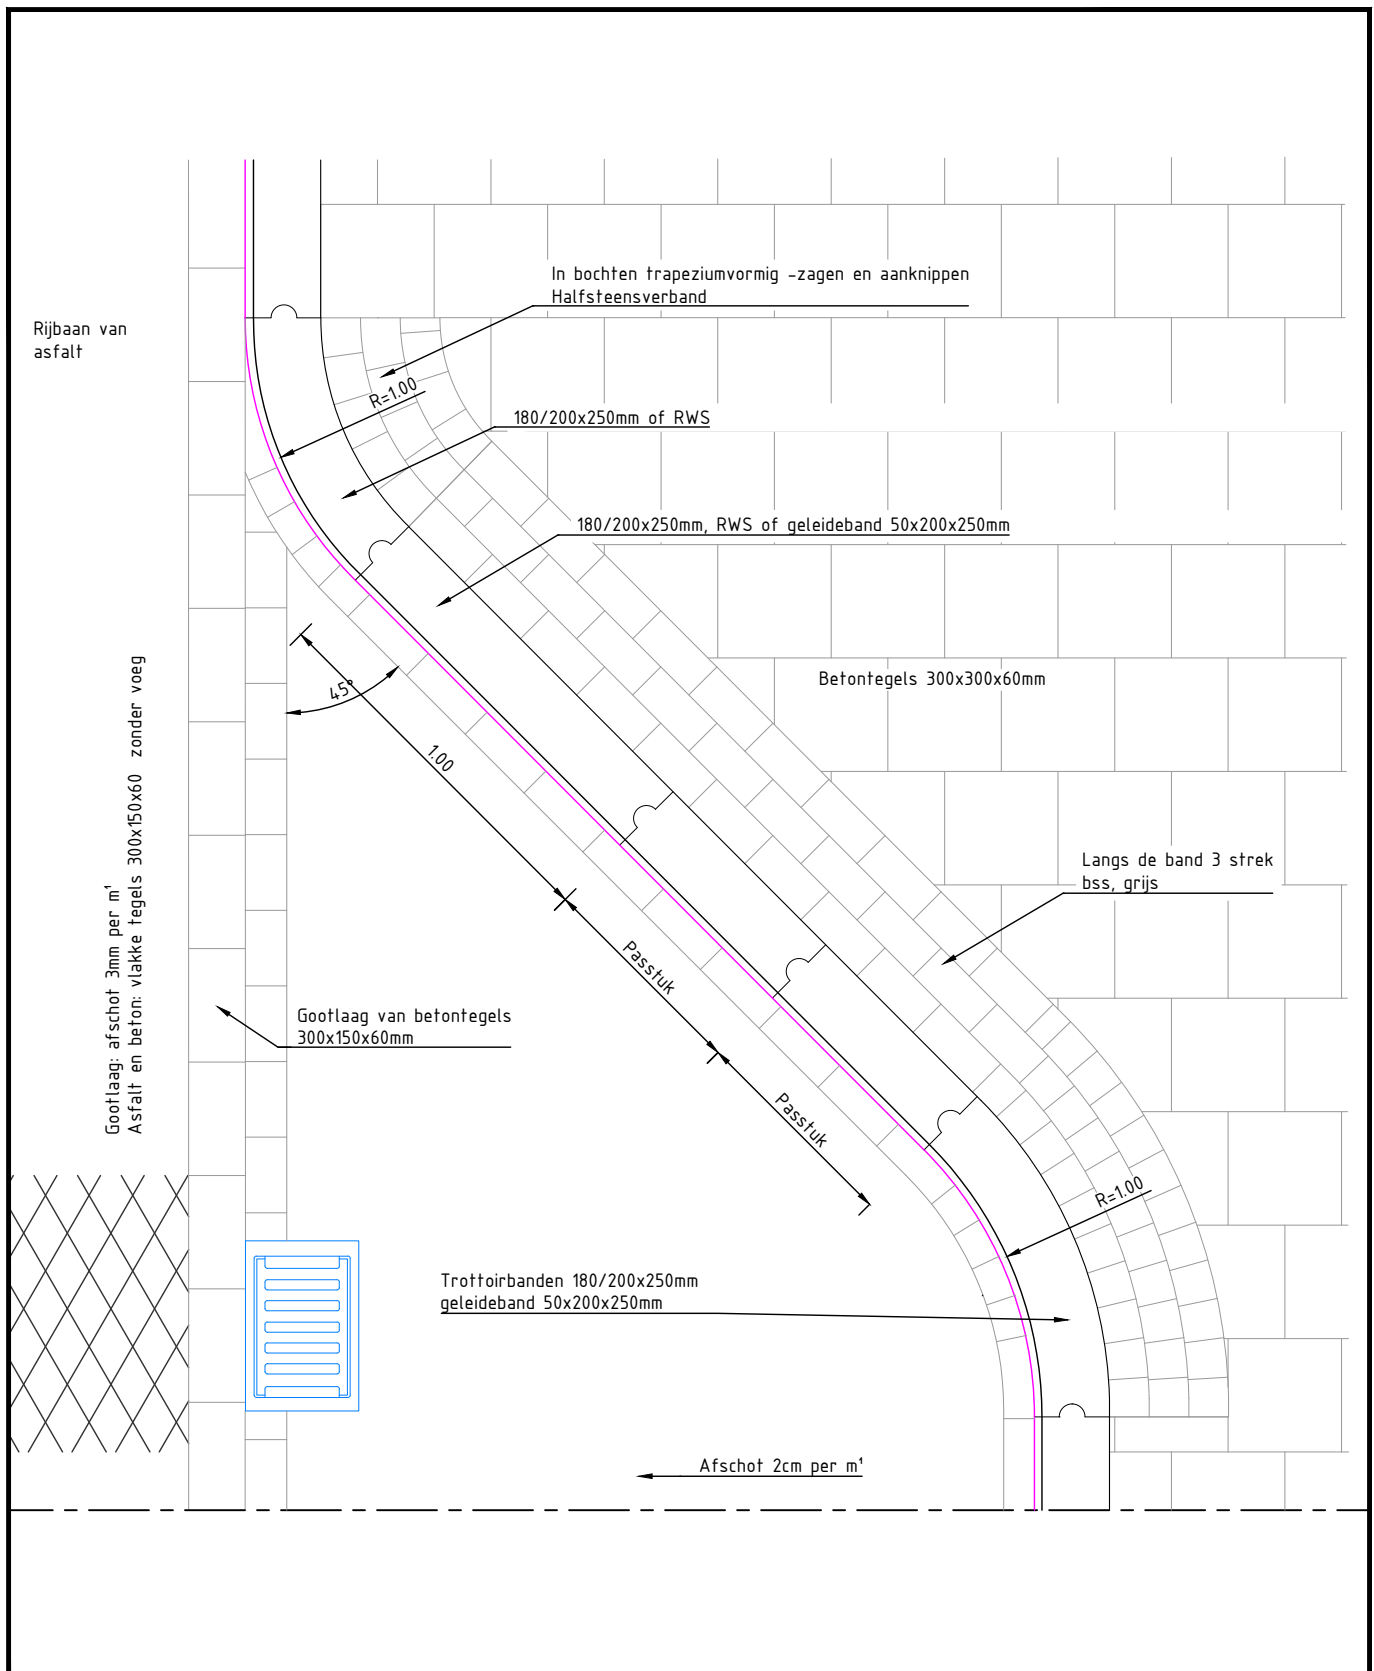 In bochten trapeziumvormig -zagen en aanknippen
Halfsteensverband
Rijbaan van
asfalt
R=1.00
180/200x250mm of RWS
180/200x250mm, RWS of geleideband 50x200x250mm
45°
Betontegels 300x300x60mm
1.00
Gootlaag: afschot 3mm per m¹
Asfalt en beton: vlakke tegels 300x150x60 zonder voeg
Langs de band 3 strek
bss, grijs
Passtuk
Gootlaag van betontegels
300x150x60mm
Passtuk
R=1.00
Trottoirbanden 180/200x250mm
geleideband 50x200x250mm
Afschot 2cm per m¹